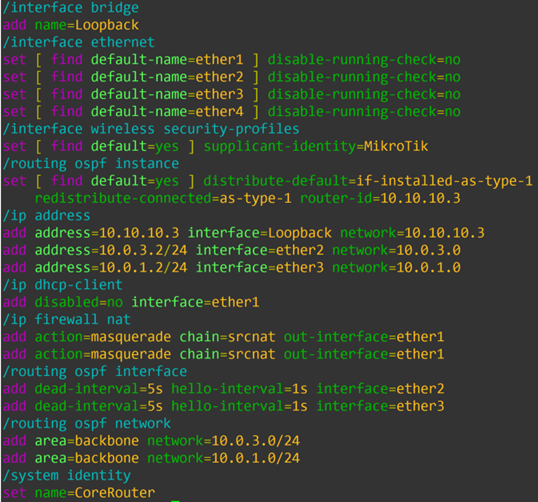 /interface bridge
add name=Loopback
/interface ethernet
set [ find default-name=ether1 ] disable-running-check=no
set [ find default-name=ether2 ] disable-running-check=no
set [ find default-name=ether3 ] disable-running-check=no
set [ find default-name=ether4 ] disable-running-check=no
/interface wireless security-profiles
set [ find default=yes ] supplicant-identity=MikroTik
/routing ospf instance
set [ find default=yes ] distribute-default=if-installed-as-type-1
redistribute-connected=as-type-1 router-id=10.10.10.3
/ip address
add address=10.10.10.3 interface=Loopback network=10.10.10.3
add address=10.0.3.2/24 interface=ether2 network=10.0.3.0
add address=10.0.1.2/24 interface=ether3 network=10.0.1.0
/ip dhcp-client
add disabled=no interface=ether1
/ip firewall nat
add action=masquerade chain=srcnat out-interface=ether1
add action=masquerade chain=srcnat out-interface=ether1
/routing ospf interface
add dead-interval=5s hello-interval=1s interface=ether2
add dead-interval=5s hello-interval=1s interface=ether3
/routing ospf network
add area=backbone network=10.0.3.0/24
add area=backbone network=10.0.1.0/24
/system identity
set name=CoreRouter